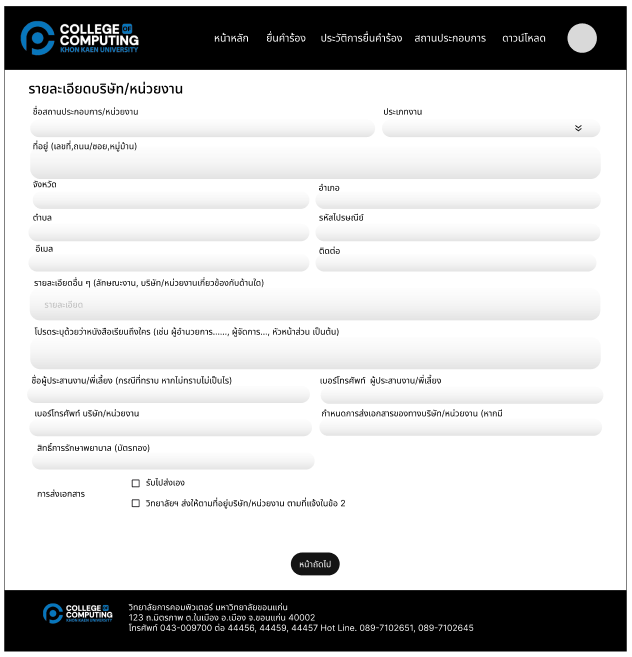 COLLEGE OF
COMPUTING
KHON KAEN UNIVERSITY
หน้าหลัก ยื่นคำร้อง ประวัติการยื่นคำร้อง สถานประกอบการ ดาวน์โหลด
รายละเอียดบริษัท/หน่วยงาน
ชื่อสถานประกอบการ/หน่วยงาน ประเภทงาน
ที่อยู่ (เลขที่,ถนน/ซอย,หมู่บ้าน)
จังหวัด อำเภอ
ตำบล รหัสไปรษณีย์
อีเมล ติดต่อ
รายละเอียดอื่น ๆ (ลักษณะงาน, บริษัท/หน่วยงานเกี่ยวข้องกับด้านใด)
รายละเอียด
โปรดระบุด้วยว่าหนังสือเรียนถึงใคร (เช่น ผู้อำนวยการ......, ผู้จัดการ..., หัวหน้าส่วน เป็นต้น)
ชื่อผู้ประสานงาน/พี่เลี้ยง (กรณีที่ทราบ หากไม่ทราบไม่เป็นไร) เบอร์โทรศัพท์ ผู้ประสานงาน/พี่เลี้ยง
เบอร์โทรศัพท์ บริษัท/หน่วยงาน กำหนดการส่งเอกสารของทางบริษัท/หน่วยงาน (หากมี
สิทธิ์การรักษาพยาบาล (บัตรทอง)
การส่งเอกสาร
รับไปส่งเอง
วิทยาลัยฯ ส่งให้ตามที่อยู่บริษัท/หน่วยงาน ตามที่แจ้งในข้อ 2
หน้าถัดไป
COLLEGE OF
COMPUTING
KHON KAEN UNIVERSITY
วิทยาลัยการคอมพิวเตอร์ มหาวิทยาลัยขอนแก่น
123 ถ.มิตรภาพ ต.ในเมือง อ.เมือง จ.ขอนแก่น 40002
โทรศัพท์ 043-009700 ต่อ 44456, 44459, 44457 Hot Line. 089-7102651, 089-7102645